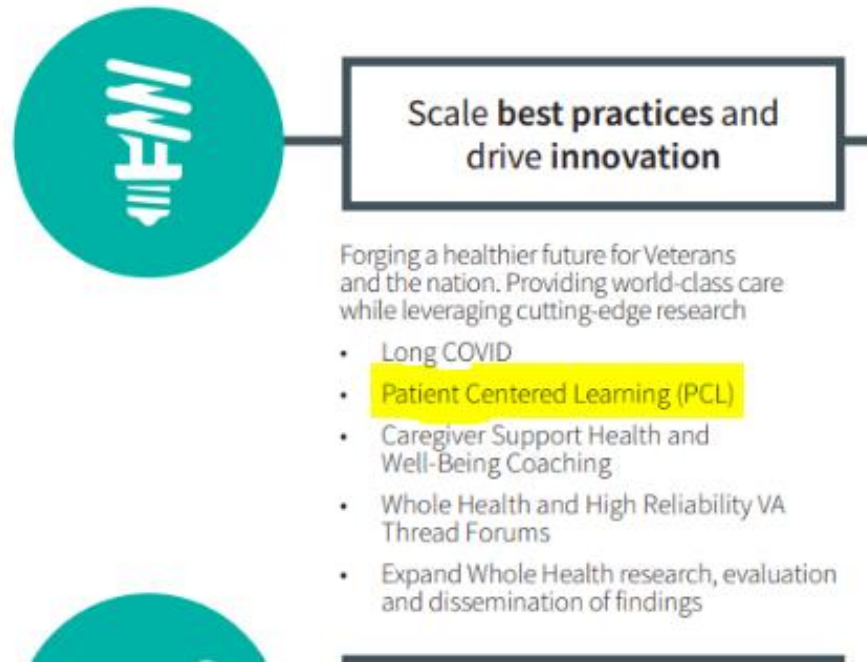 Scale best practices and
drive innovation
Forging a healthier future for Veterans
and the nation. Providing world-class care
while leveraging cutting-edge research
• Long COVID
• Patient Centered Learning (PCL)
• Caregiver Support Health and
Well-Being Coaching
• Whole Health and High Reliability VA
Thread Forums
• Expand Whole Health research, evaluation
and dissemination of findings